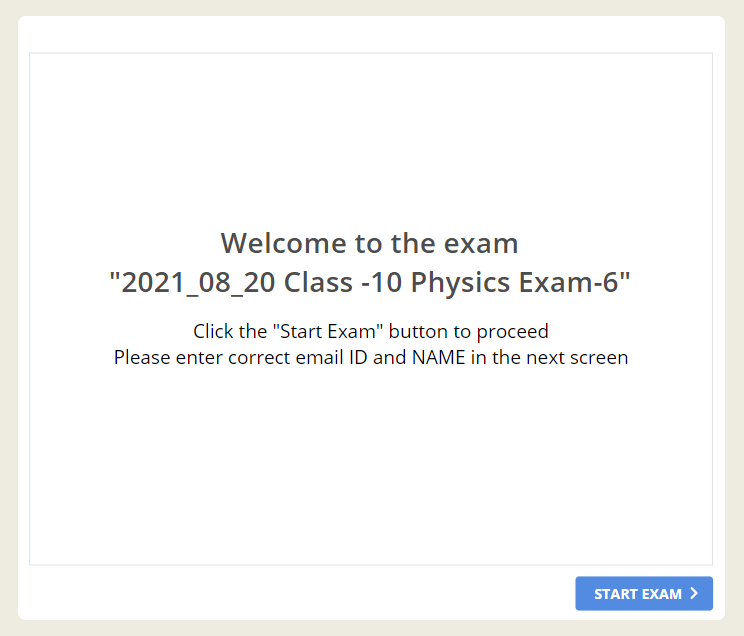 Welcome to the exam
"2021_08_20 Class -10 Physics Exam-6"
Click the "Start Exam" button to proceed
Please enter correct email ID and NAME in the next screen
START EXAM